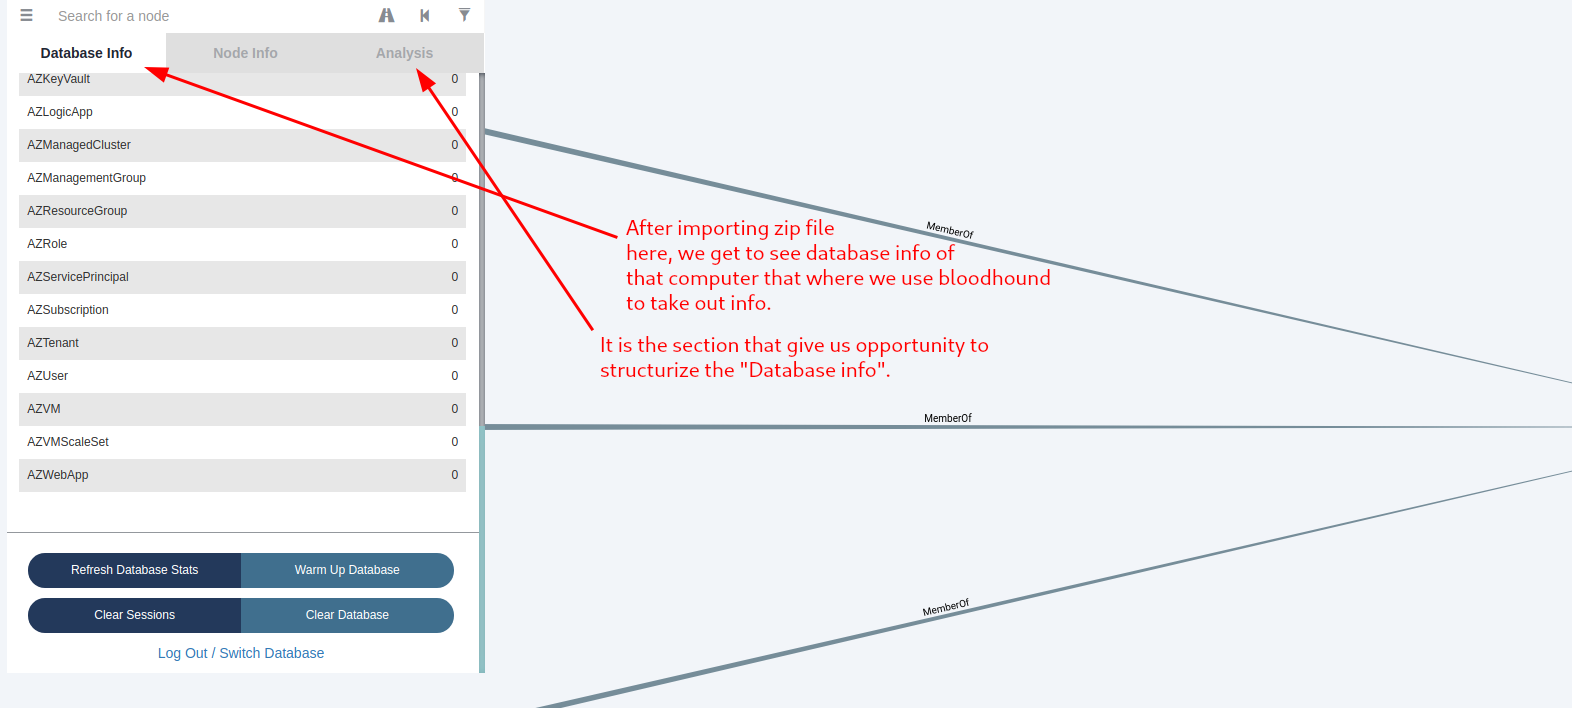 Search for a node
Database Info
Node Info
Analysis
AZKeyVault 0
AZLogicApp 0
AZManagedCluster 0
AZManagementGroup 0
AZResourceGroup 0
AZRole 0
AZServicePrincipal 0
AZSubscription 0
AZTenant 0
AZUser 0
AZVM 0
AZVMScaleSet 0
AZWebApp 0
Refresh Database Stats
Warm Up Database
Clear Sessions
Clear Database
Log Out / Switch Database
MemberOf
After importing zip file
here, we get to see database info of
that computer that where we use bloodhound
to take out info.
It is the section that give us opportunity to
structurize the "Database info".
MemberOf
MemberOf